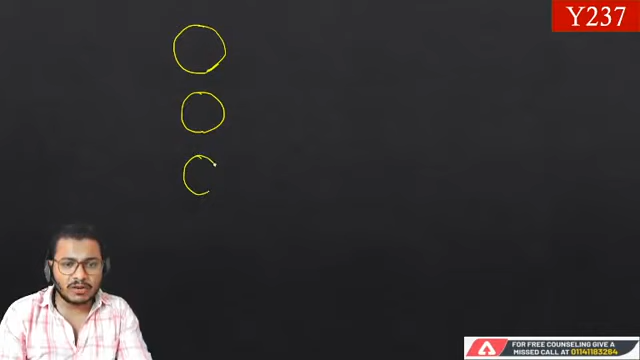 Y237
FOR FREE COUNSELING GIVE A
MISSED CALL AT 01141183264